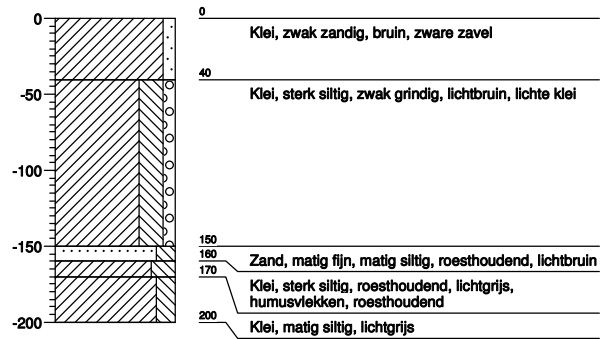 0
0
Klei, zwak zandig, bruin, zware zavel
40
-50
Klei, sterk siltig, zwak grindig, lichtbruin, lichte klei
-100
-150
150
160
Zand, matig fijn, matig siltig, roesthoudend, lichtbruin
170
Klei, sterk siltig, roesthoudend, lichtgrijs,
humusvlekken, roesthoudend
-200
200
Klei, matig siltig, lichtgrijs